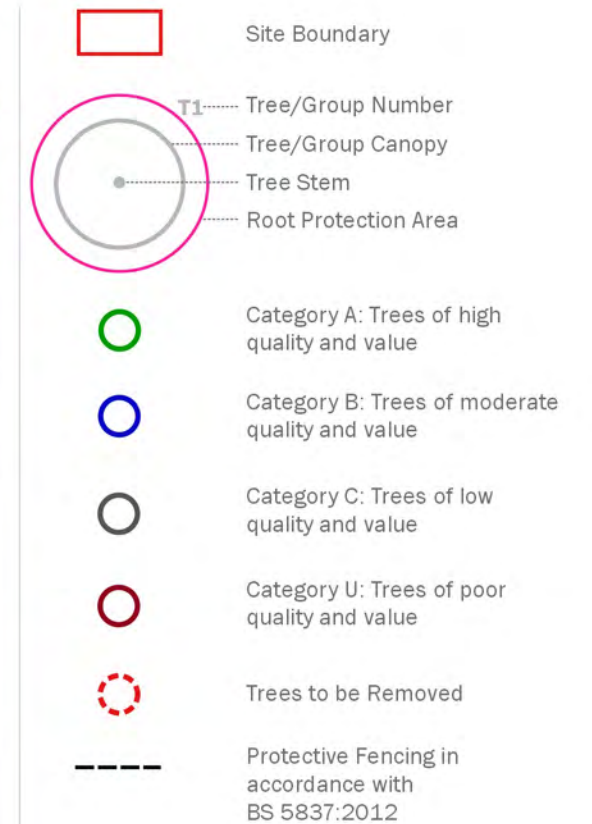 Site Boundary
T1
Tree/Group Number
Tree/Group Canopy
Tree Stem
Root Protection Area
Category A: Trees of high
quality and value
Category B: Trees of moderate
quality and value
Category C: Trees of low
quality and value
Category U: Trees of poor
quality and value
Trees to be Removed
Protective Fencing in
accordance with
BS 5837:2012